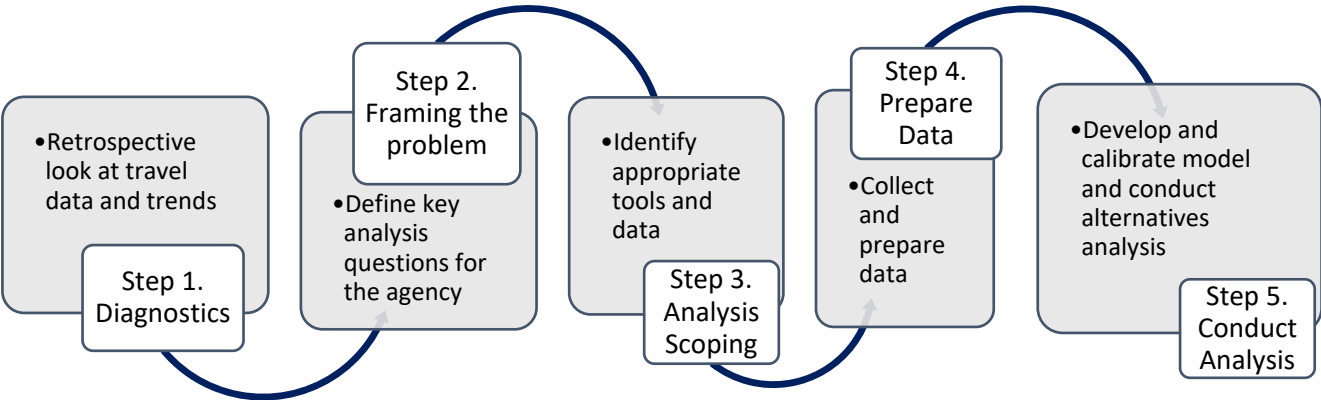 •Retrospective
look at travel
data and trends
Step 1.
Diagnostics
Step 2.
Framing the
problem
•Define key
analysis
questions for
the agency
•Identify
appropriate
tools and
data
Step 3.
Analysis
Scoping
Step 4.
Prepare
Data
•Collect
and
prepare
data
•Develop and
calibrate model
and conduct
alternatives
analysis
Step 5.
Conduct
Analysis